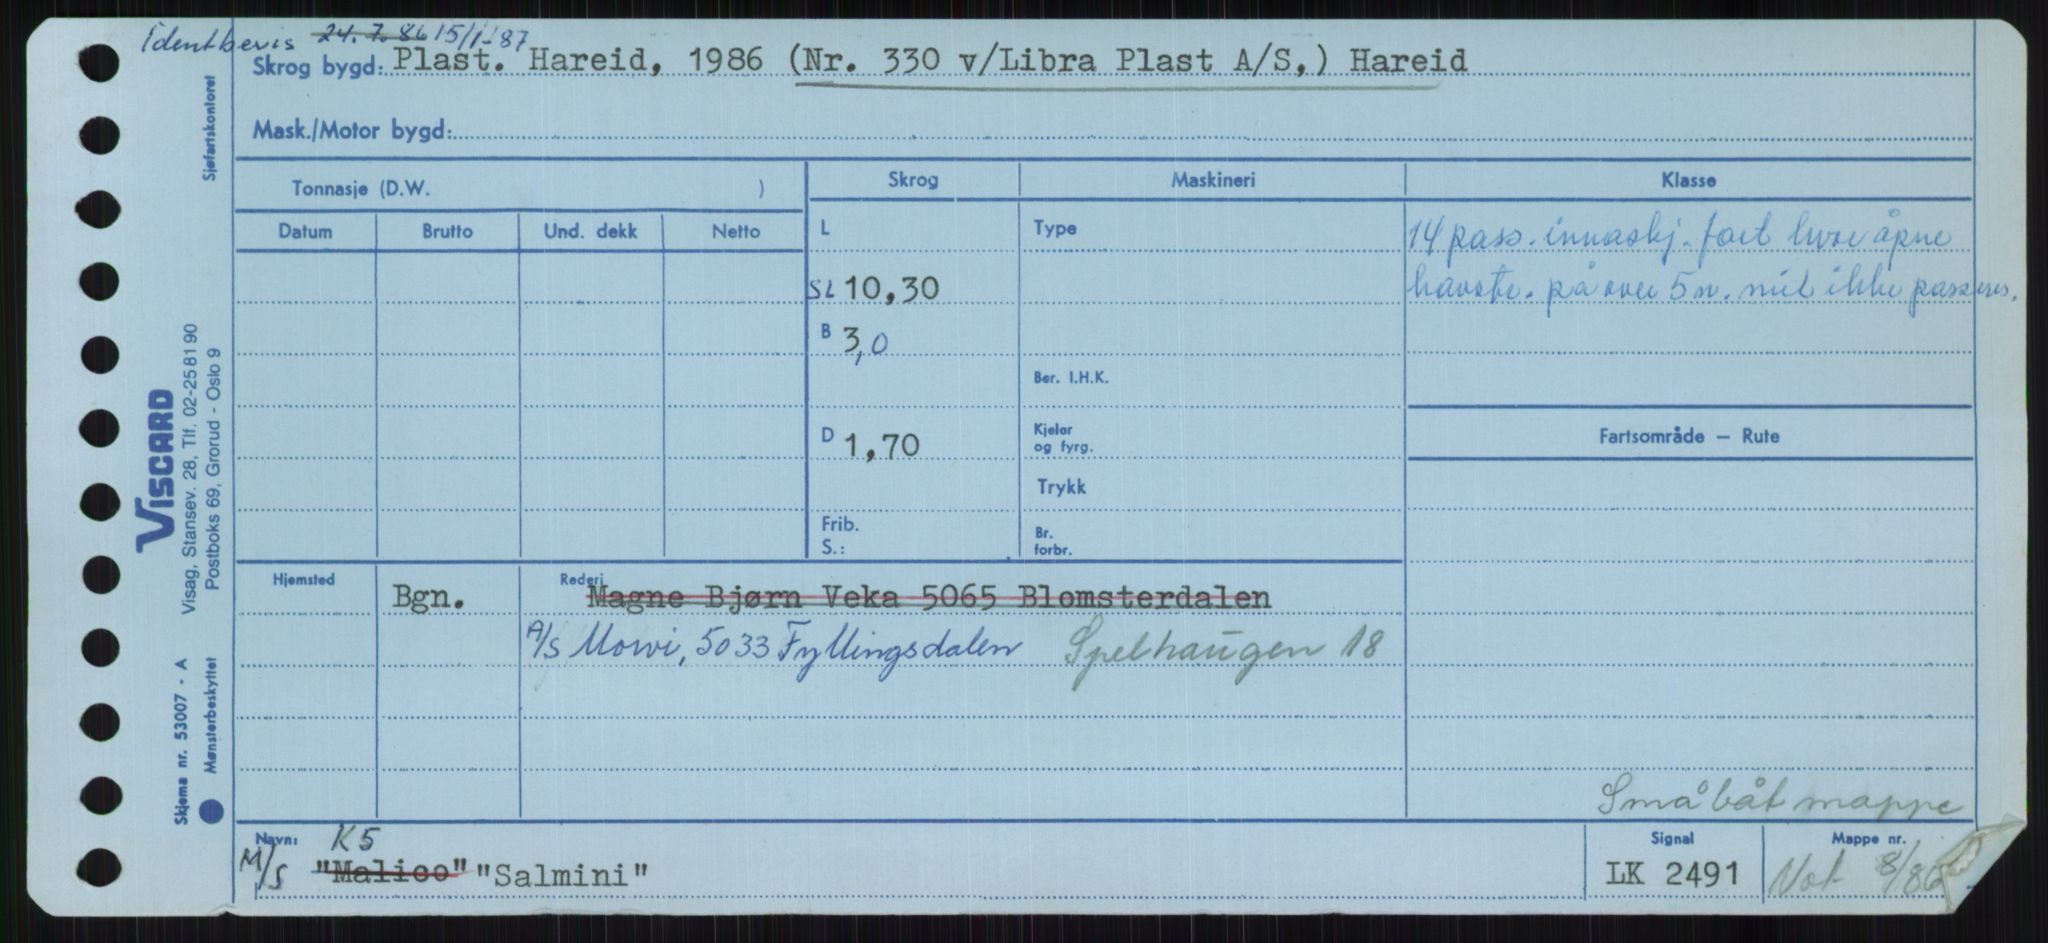 Identbevis 24.7.86 15/1-87
Skrog bygd: Plast. Hareid, 1986 (Nr. 330 v/Libra Plast A/S,) Hareid
Mask./Motor bygd:
Tonnasje (D.W. )
Skrog
Maskineri
Klasse
Datum
Brutto
Und. dekk
Netto
L
Type
14 pass. innaskj. fart hvor åpne
SL 10,30
havstr. på over 5 n. mil ikke passeres.
B 3,0
Ber. I.H.K.
D 1,70
Kjeler
og fyrg.
Fartsområde – Rute
Trykk
Frib.
S.:
Br.
forbr.
Hjemsted
Bgn.
Rederi
Magne Bjørn Veka 5065 Blomsterdalen
A/S Mowi, 5033 Fyllingsdalen Spelhaugen 18
Småbåt mappe
Navn: K5
M/S "Malico" "Salmini"
Signal
LK 2491
Mappe nr.
Not 8/86
Sjøfartskontoret
VISCARD
Visag, Stansev. 28, Tlf. 02-25 81 90
Postboks 69, Grorud - Oslo 9
Skjema nr. 53007 - A
Mønsterbeskyttet